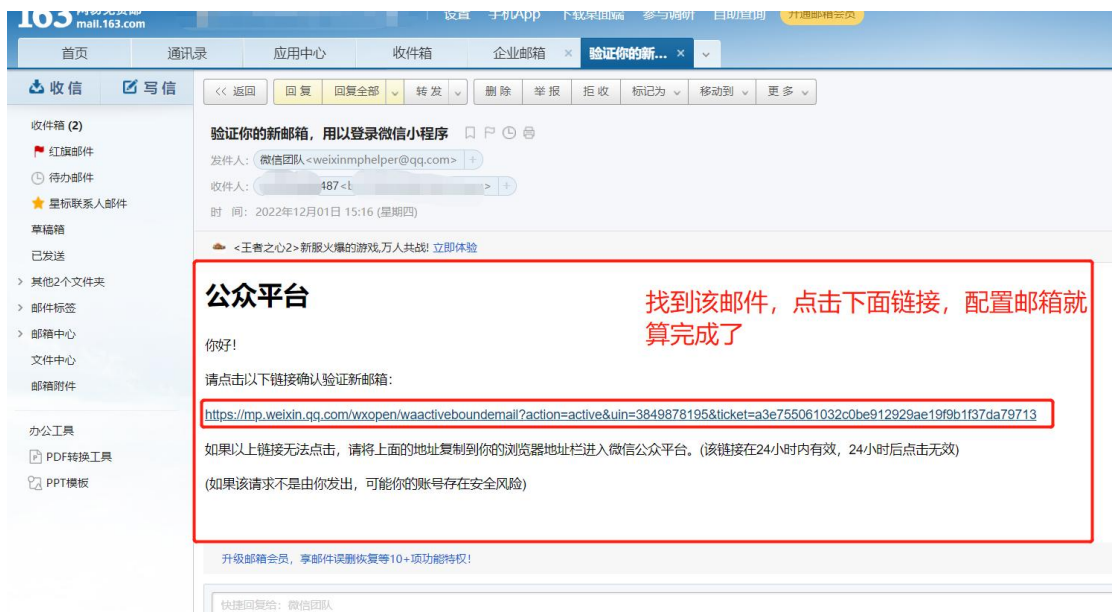 163 网易免费邮
mail.163.com
设置 手机App 下载桌面端 参与调研 自助查询 开通邮箱会员
首页 通讯录 应用中心 收件箱 企业邮箱 × 验证你的新... ×
收信 写信
<< 返回 回复 回复全部 转发 删除 举报 拒收 标记为 移动到 更多
收件箱 (2)
红旗邮件
待办邮件
星标联系人邮件
草稿箱
已发送
其他2个文件夹
邮件标签
邮箱中心
文件中心
邮箱附件
办公工具
PDF转换工具
PPT模板
验证你的新邮箱，用以登录微信小程序
发件人：微信团队<weixinmphelper@qq.com> +
收件人： 487<b > +
时 间：2022年12月01日 15:16 (星期四)
<王者之心2>新服火爆的游戏,万人共战! 立即体验
公众平台
找到该邮件，点击下面链接，配置邮箱就
算完成了
你好!
请点击以下链接确认验证新邮箱：
https://mp.weixin.qq.com/wxopen/waactiveboundemail?action=active&uin=3849878195&ticket=a3e755061032c0be912929ae19f9b1f37da79713
如果以上链接无法点击，请将上面的地址复制到你的浏览器地址栏进入微信公众平台。(该链接在24小时内有效，24小时后点击无效)
(如果该请求不是由你发出，可能你的账号存在安全风险)
升级邮箱会员，享邮件误删恢复等10+项功能特权!
快捷回复给：微信团队